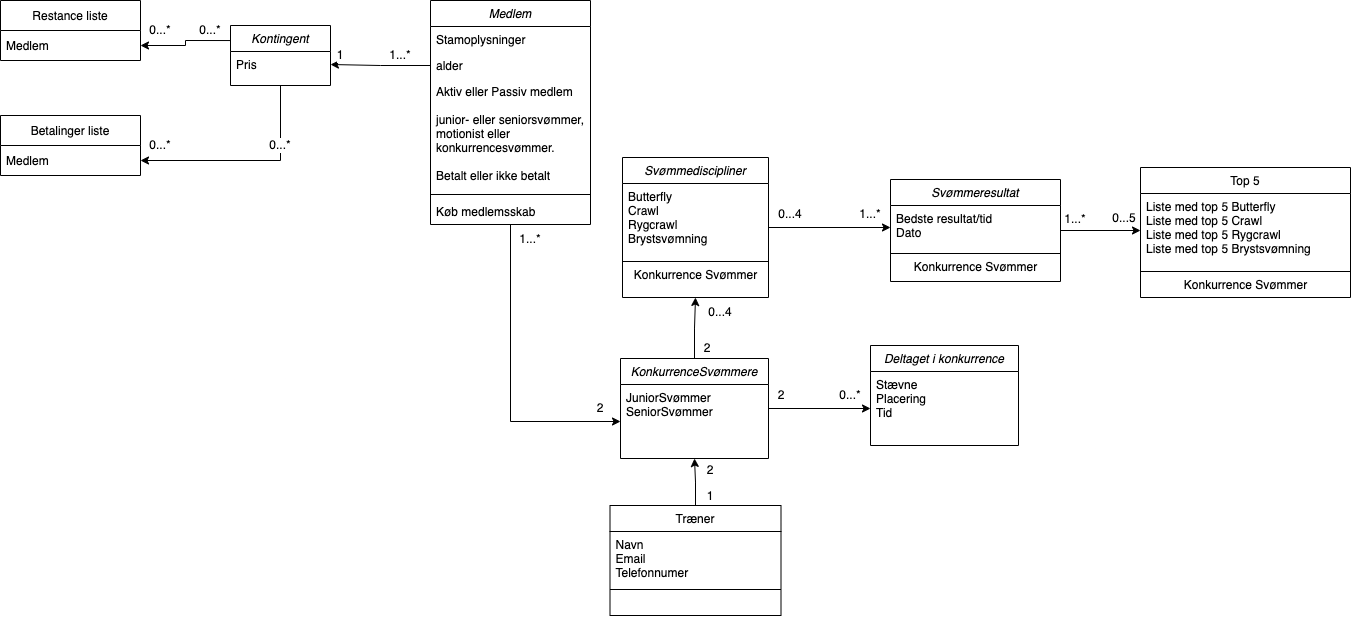 Restance liste
Medlem
0...*
0...*
Kontingent
Pris
1
1...*
Medlem
Stamoplysninger
alder
Aktiv eller Passiv medlem
junior- eller seniorsvømmer,
motionist eller
konkurrencesvømmer.
Betalt eller ikke betalt
Køb medlemsskab
1...*
Betalinger liste
Medlem
0...*
0...*
Svømmediscipliner
Butterfly
Crawl
Rygcrawl
Brystsvømning
Konkurrence Svømmer
0...4
1...*
Svømmeresultat
Bedste resultat/tid
Dato
Konkurrence Svømmer
1...*
0...5
Top 5
Liste med top 5 Butterfly
Liste med top 5 Crawl
Liste med top 5 Rygcrawl
Liste med top 5 Brystsvømning
Konkurrence Svømmer
0...4
2
2
KonkurrenceSvømmere
JuniorSvømmer
SeniorSvømmer
2
0...*
Deltaget i konkurrence
Stævne
Placering
Tid
2
1
Træner
Navn
Email
Telefonnumer